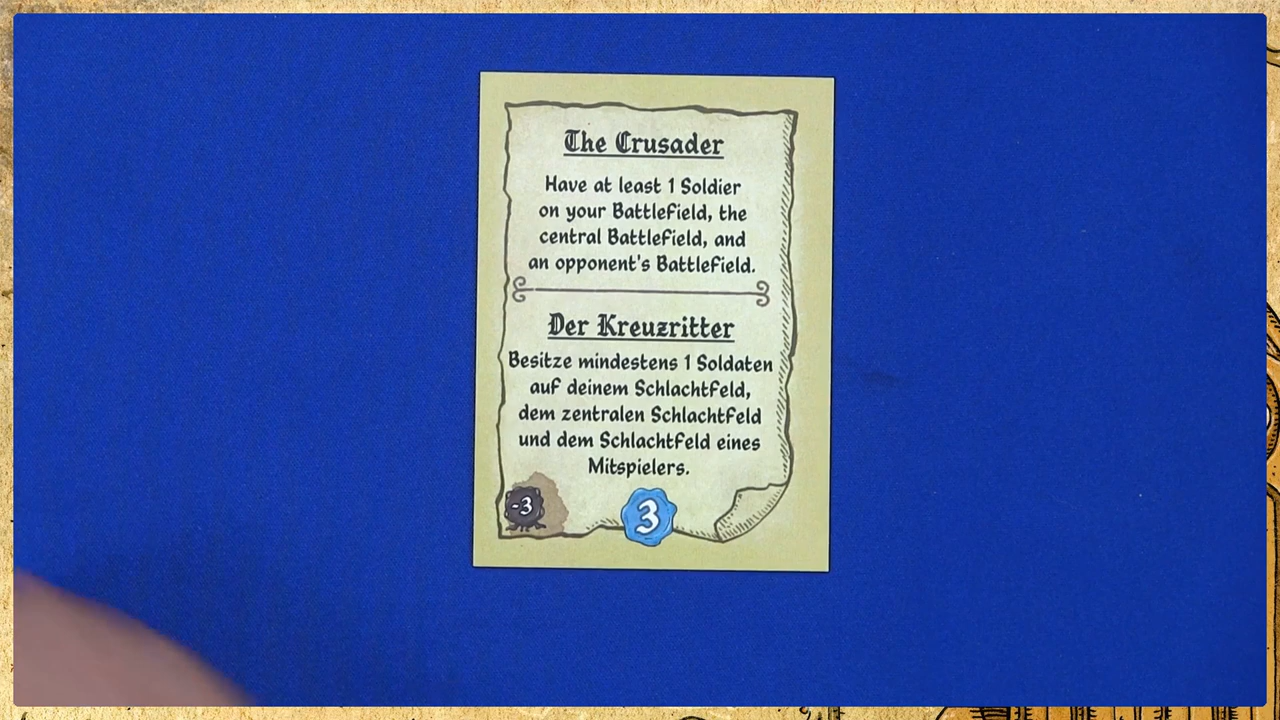 The Crusader
Have at least 1 Soldier
on your Battlefield, the
central Battlefield, and
an opponent's Battlefield.
Der Kreuzritter
Besitze mindestens 1 Soldaten
auf deinem Schlachtfeld,
dem zentralen Schlachtfeld
und dem Schlachtfeld eines
Mitspielers.
-3
3